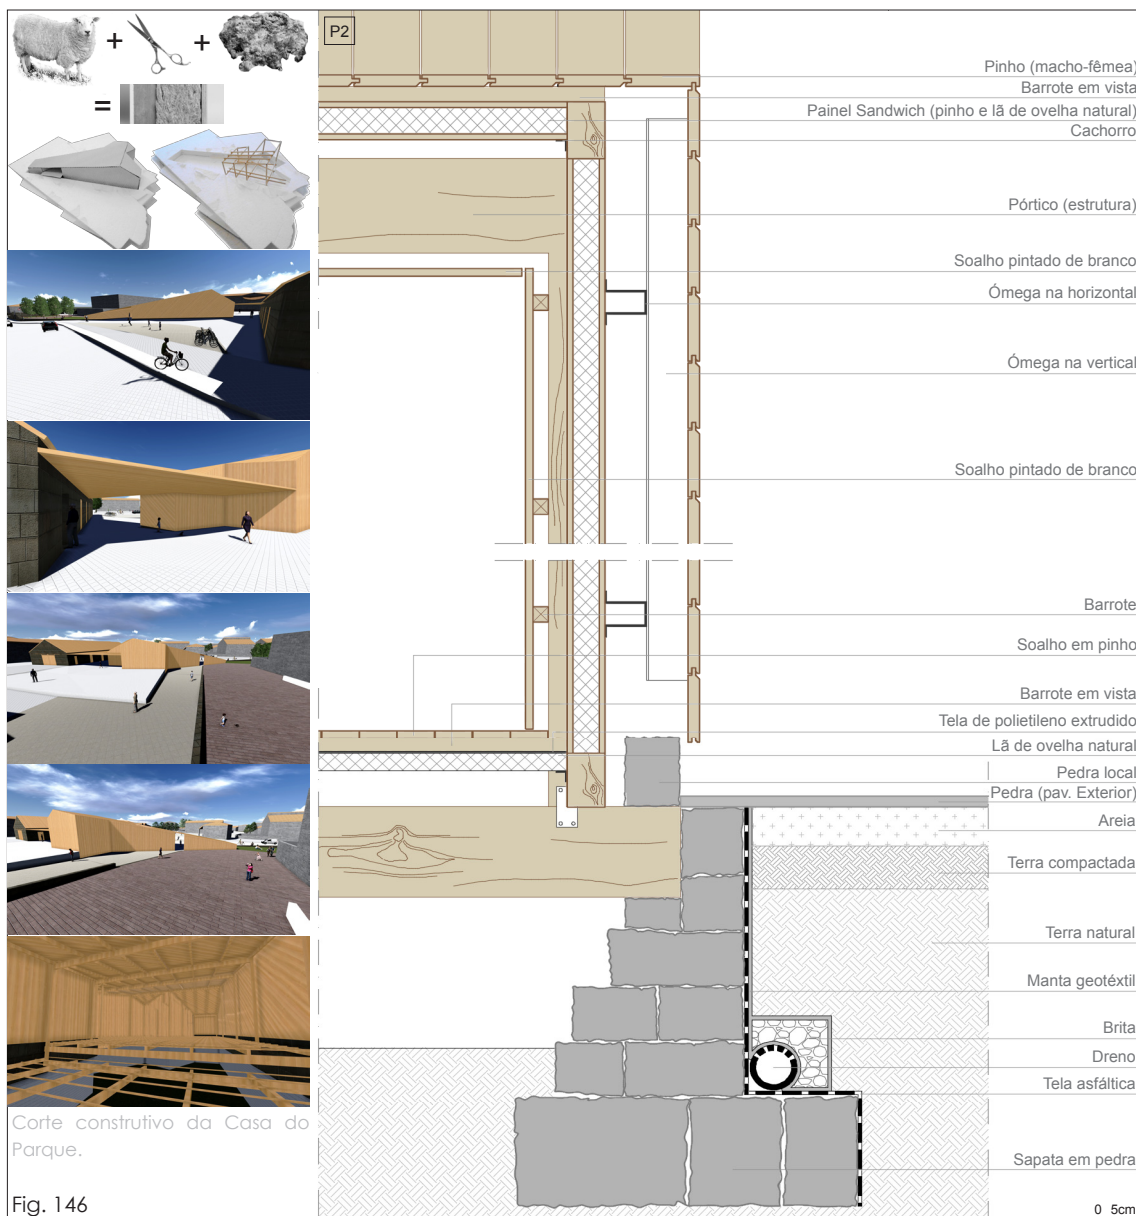 P2
Pinho (macho-fêmea)
Barrote em vista
Painel Sandwich (pinho e lã de ovelha natural)
Cachorro
Pórtico (estrutura)
Soalho pintado de branco
Ómega na horizontal
Ómega na vertical
Soalho pintado de branco
Barrote
Soalho em pinho
Barrote em vista
Tela de polietileno extrudido
Lã de ovelha natural
Pedra local
Pedra (pav. Exterior)
Areia
Terra compactada
Terra natural
Manta geotéxtil
Brita
Dreno
Tela asfáltica
Sapata em pedra
0 5cm
Corte construtivo da Casa do
Parque.
Fig. 146